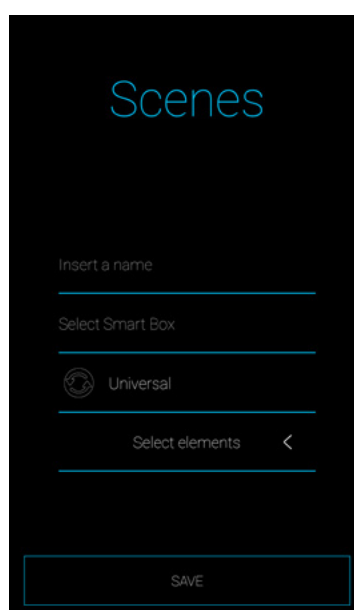 Scenes
Insert a name
Select Smart Box
Universal
Select elements
SAVE